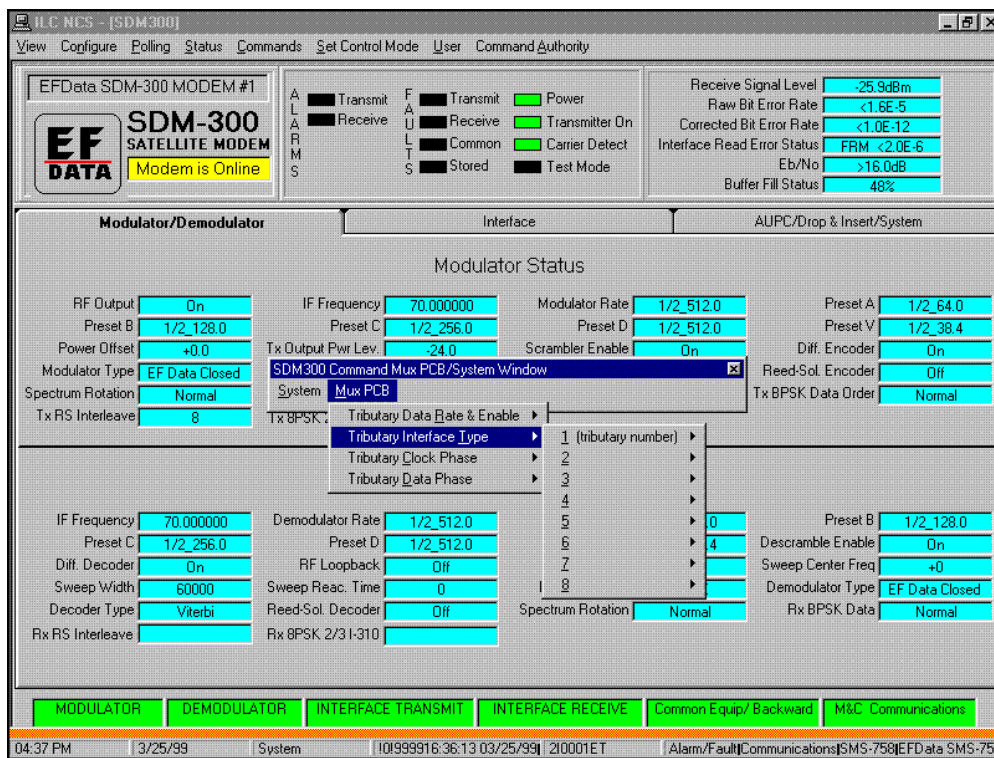 ILC NCS - [SDM300]
View Configure Polling Status Commands Set Control Mode User Command Authority
EFData SDM-300 MODEM #1
EF DATA
SDM-300
SATELLITE MODEM
Modem is Online
ALARMS
Transmit
Receive
FAULTS
Transmit
Receive
Common
Stored
Power
Transmitter On
Carrier Detect
Test Mode
Receive Signal Level -25.9dBm
Raw Bit Error Rate <1.6E-5
Corrected Bit Error Rate <1.0E-12
Interface Read Error Status FRM <2.0E-6
Eb/No >16.0dB
Buffer Fill Status 48%
Modulator/Demodulator Interface AUPC/Drop & Insert/System
Modulator Status
RF Output On IF Frequency 70.000000 Modulator Rate 1/2_512.0 Preset A 1/2_64.0
Preset B 1/2_128.0 Preset C 1/2_256.0 Preset D 1/2_512.0 Preset V 1/2_38.4
Power Offset +0.0 Tx Output Pwr Lev. -24.0 Scrambler Enable On Diff. Encoder On
Modulator Type EF Data Closed Reed-Sol. Encoder Off
Spectrum Rotation Normal Tx BPSK Data Order Normal
Tx RS Interleave 8 Tx 8PSK 2
SDM300 Command Mux PCB/System Window
System Mux PCB
Tributary Data Rate & Enable
Tributary Interface Type
Tributary Clock Phase
Tributary Data Phase
1 (tributary number)
2
3
4
5
6
7
8
IF Frequency 70.000000 Demodulator Rate 1/2_512.0 .0 Preset B 1/2_128.0
Preset C 1/2_256.0 Preset D 1/2_512.0 .4 Descramble Enable On
Diff. Decoder On RF Loopback Off Sweep Center Freq +0
Sweep Width 60000 Sweep Reac. Time 0 Demodulator Type EF Data Closed
Decoder Type Viterbi Reed-Sol. Decoder Off Spectrum Rotation Normal Rx BPSK Data Normal
Rx RS Interleave Rx 8PSK 2/3 I-310
MODULATOR DEMODULATOR INTERFACE TRANSMIT INTERFACE RECEIVE Common Equip/ Backward M&C Communications
04:37 PM 3/25/99 System !0!999916:36:13 03/25/99| 2!0001ET Alarm/Fault|Communications|SMS-758|EFData SMS-75